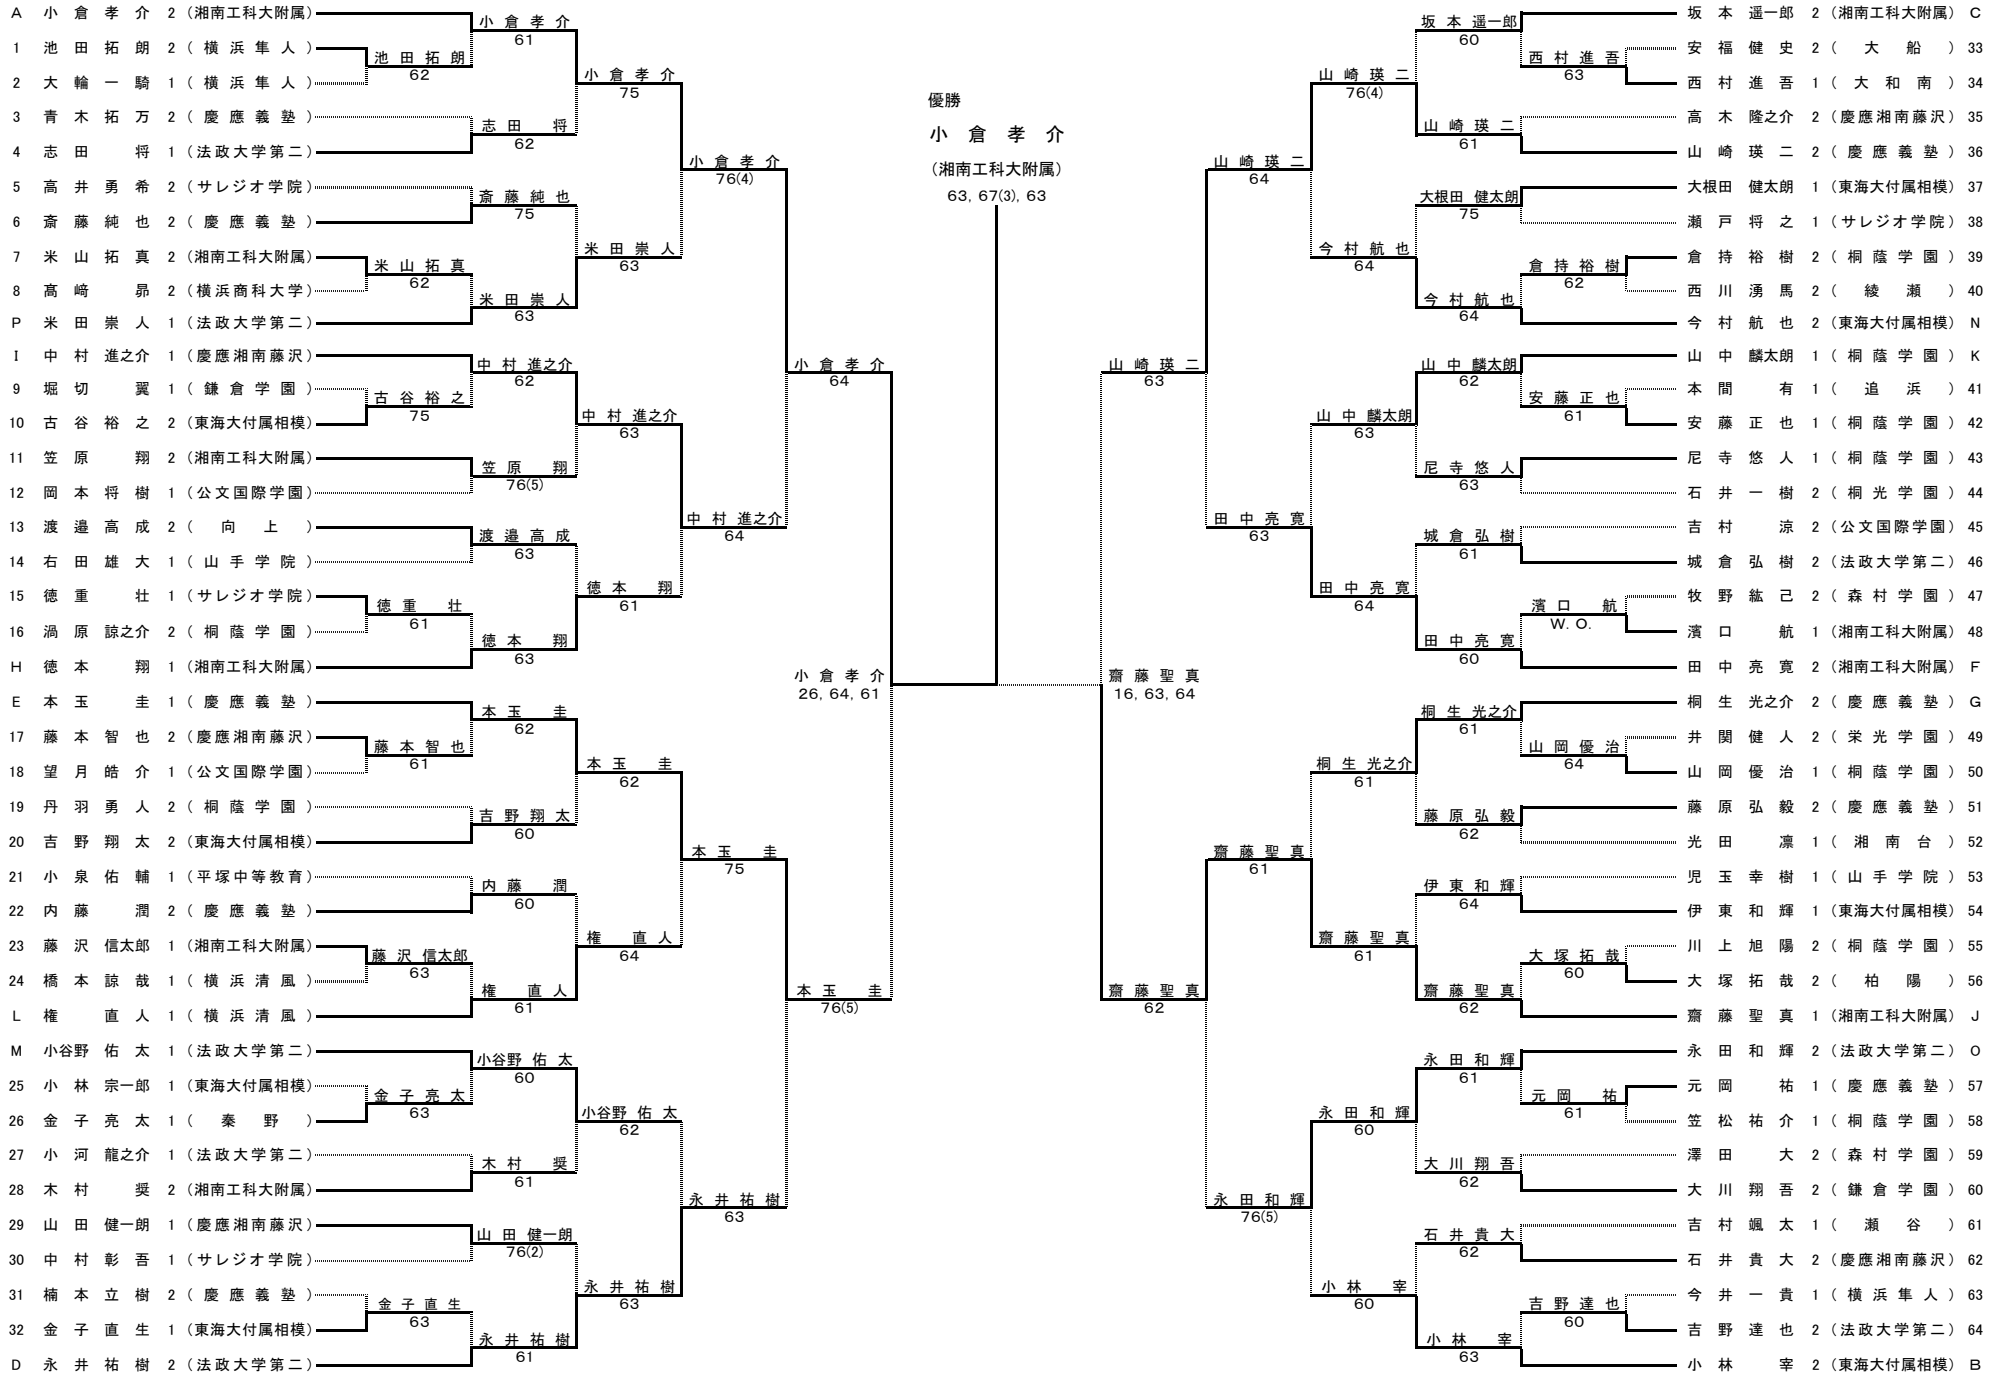 優勝
小倉孝介
(湘南工科大附属)
63, 67(3), 63
A 小倉孝介 2 (湘南工科大附属)
1 池田拓朗 2 (横浜隼人)
2 大輪一騎 1 (横浜隼人)
3 青木拓万 2 (慶應義塾)
4 志田将 1 (法政大学第二)
5 高井勇希 2 (サレジオ学院)
6 斎藤純也 2 (慶應義塾)
7 米山拓真 2 (湘南工科大附属)
8 髙﨑昴 2 (横浜商科大学)
P 米田崇人 1 (法政大学第二)
I 中村進之介 1 (慶應湘南藤沢)
9 堀切翼 1 (鎌倉学園)
10 古谷裕之 2 (東海大付属相模)
11 笠原翔 2 (湘南工科大附属)
12 岡本将樹 1 (公文国際学園)
13 渡邉高成 2 (向上)
14 右田雄大 1 (山手学院)
15 徳重壮 1 (サレジオ学院)
16 渦原諒之介 2 (桐蔭学園)
H 徳本翔 1 (湘南工科大附属)
E 本玉圭 1 (慶應義塾)
17 藤本智也 2 (慶應湘南藤沢)
18 望月皓介 1 (公文国際学園)
19 丹羽勇人 2 (桐蔭学園)
20 吉野翔太 2 (東海大付属相模)
21 小泉佑輔 1 (平塚中等教育)
22 内藤潤 2 (慶應義塾)
23 藤沢信太郎 1 (湘南工科大附属)
24 橋本諒哉 1 (横浜清風)
L 権直人 1 (横浜清風)
M 小谷野佑太 1 (法政大学第二)
25 小林宗一郎 1 (東海大付属相模)
26 金子亮太 1 (秦野)
27 小河龍之介 1 (法政大学第二)
28 木村奨 2 (湘南工科大附属)
29 山田健一朗 1 (慶應湘南藤沢)
30 中村彰吾 1 (サレジオ学院)
31 楠本立樹 2 (慶應義塾)
32 金子直生 1 (東海大付属相模)
D 永井祐樹 2 (法政大学第二)
池田拓朗
62
米山拓真
62
古谷裕之
75
徳重壮
61
藤本智也
61
藤沢信太郎
63
金子亮太
63
金子直生
63
小倉孝介
61
志田将
62
斎藤純也
75
米田崇人
63
中村進之介
62
笠原翔
76(5)
渡邉高成
63
徳本翔
63
本玉圭
62
吉野翔太
60
内藤潤
60
権直人
61
小谷野佑太
60
木村奨
61
山田健一朗
76(2)
永井祐樹
61
小倉孝介
75
米田崇人
63
中村進之介
63
徳本翔
61
本玉圭
62
権直人
64
小谷野佑太
62
永井祐樹
63
小倉孝介
76(4)
中村進之介
64
本玉圭
75
永井祐樹
63
小倉孝介
64
本玉圭
76(5)
小倉孝介
26, 64, 61
齋藤聖真
16, 63, 64
山崎瑛二
63
齋藤聖真
62
山崎瑛二
64
田中亮寛
63
齋藤聖真
61
永田和輝
76(5)
山崎瑛二
76(4)
今村航也
64
山中麟太朗
63
田中亮寛
64
桐生光之介
61
齋藤聖真
61
永田和輝
60
小林宰
60
坂本遥一郎
60
山崎瑛二
61
大根田健太朗
75
今村航也
64
山中麟太朗
62
尼寺悠人
63
城倉弘樹
61
田中亮寛
60
桐生光之介
61
藤原弘毅
62
伊東和輝
64
齋藤聖真
62
永田和輝
61
大川翔吾
62
石井貴大
62
小林宰
63
西村進吾
63
倉持裕樹
62
安藤正也
61
濱口航
W.O.
山岡優治
64
大塚拓哉
60
元岡祐
61
吉野達也
60
坂本遥一郎 2 (湘南工科大附属) C
安福健史 2 (大船) 33
西村進吾 1 (大和南) 34
高木隆之介 2 (慶應湘南藤沢) 35
山崎瑛二 2 (慶應義塾) 36
大根田健太朗 1 (東海大付属相模) 37
瀬戸将之 1 (サレジオ学院) 38
倉持裕樹 2 (桐蔭学園) 39
西川湧馬 2 (綾瀬) 40
今村航也 2 (東海大付属相模) N
山中麟太朗 1 (桐蔭学園) K
本間有 1 (追浜) 41
安藤正也 1 (桐蔭学園) 42
尼寺悠人 1 (桐蔭学園) 43
石井一樹 2 (桐光学園) 44
吉村涼 2 (公文国際学園) 45
城倉弘樹 2 (法政大学第二) 46
牧野紘己 2 (森村学園) 47
濱口航 1 (湘南工科大附属) 48
田中亮寛 2 (湘南工科大附属) F
桐生光之介 2 (慶應義塾) G
井関健人 2 (栄光学園) 49
山岡優治 1 (桐蔭学園) 50
藤原弘毅 2 (慶應義塾) 51
光田凛 1 (湘南台) 52
児玉幸樹 1 (山手学院) 53
伊東和輝 1 (東海大付属相模) 54
川上旭陽 2 (桐蔭学園) 55
大塚拓哉 2 (柏陽) 56
齋藤聖真 1 (湘南工科大附属) J
永田和輝 2 (法政大学第二) O
元岡祐 1 (慶應義塾) 57
笠松祐介 1 (桐蔭学園) 58
澤田大 2 (森村学園) 59
大川翔吾 2 (鎌倉学園) 60
吉村颯太 1 (瀬谷) 61
石井貴大 2 (慶應湘南藤沢) 62
今井一貴 1 (横浜隼人) 63
吉野達也 2 (法政大学第二) 64
小林宰 2 (東海大付属相模) B